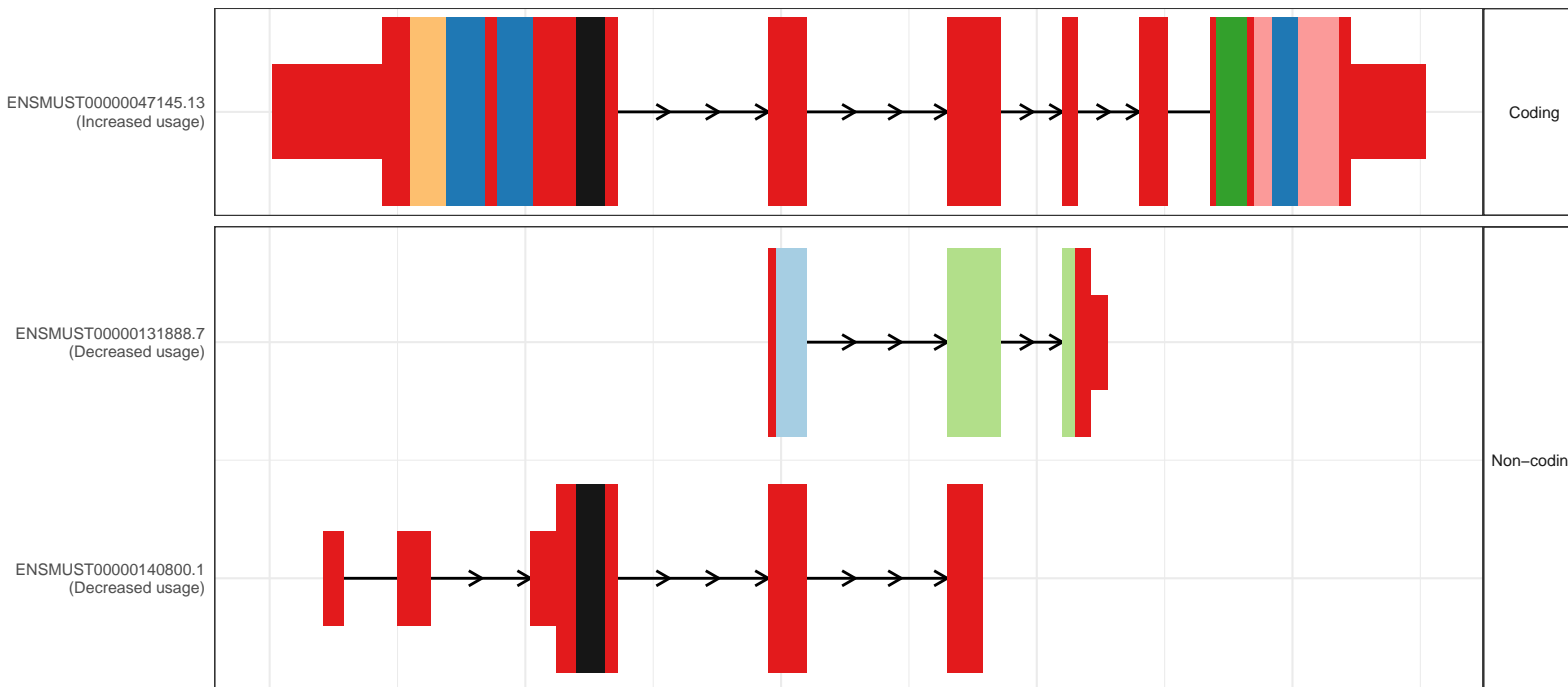 ENSMUST00000047145.13
(Increased usage)
Coding
ENSMUST00000131888.7
(Decreased usage)
Non−codin
ENSMUST00000140800.1
(Decreased usage)